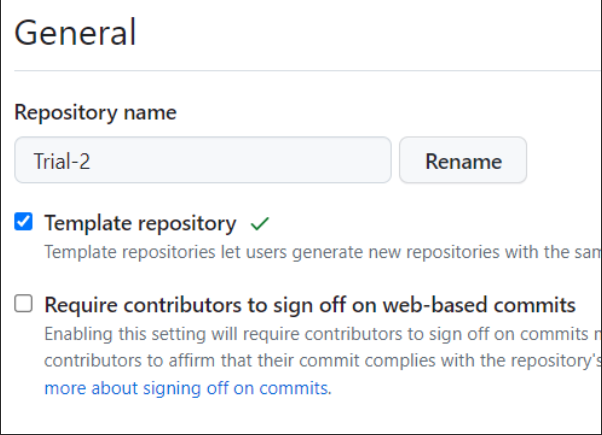 General
Repository name
Trial-2
Rename
Template repository
Template repositories let users generate new repositories with the
Require contributors to sign off on web-based commits
Enabling this setting will require contributors to sign off on commits
contributors to affirm that their commit complies with the repository's
more about signing off on commits.